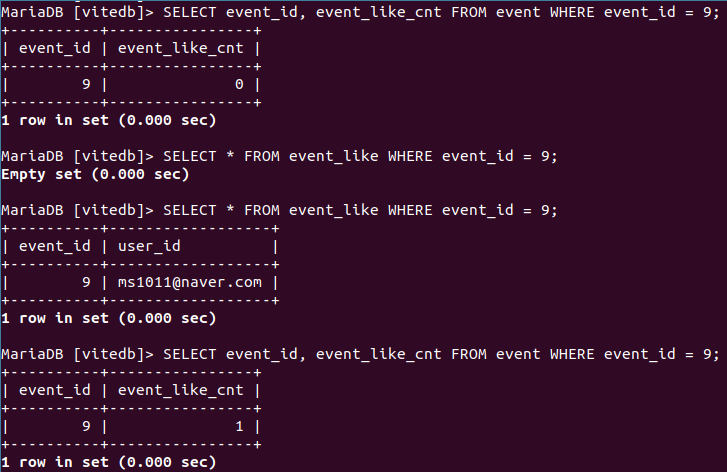 MariaDB [vitedb]> SELECT event_id, event_like_cnt FROM event WHERE event_id = 9;
+----------+----------------+
| event_id | event_like_cnt |
+----------+----------------+
|        9 |              0 |
+----------+----------------+
1 row in set (0.000 sec)
MariaDB [vitedb]> SELECT * FROM event_like WHERE event_id = 9;
Empty set (0.000 sec)
MariaDB [vitedb]> SELECT * FROM event_like WHERE event_id = 9;
+----------+------------------+
| event_id | user_id          |
+----------+------------------+
|        9 | ms1011@naver.com |
+----------+------------------+
1 row in set (0.000 sec)
MariaDB [vitedb]> SELECT event_id, event_like_cnt FROM event WHERE event_id = 9;
+----------+----------------+
| event_id | event_like_cnt |
+----------+----------------+
|        9 |              1 |
+----------+----------------+
1 row in set (0.000 sec)